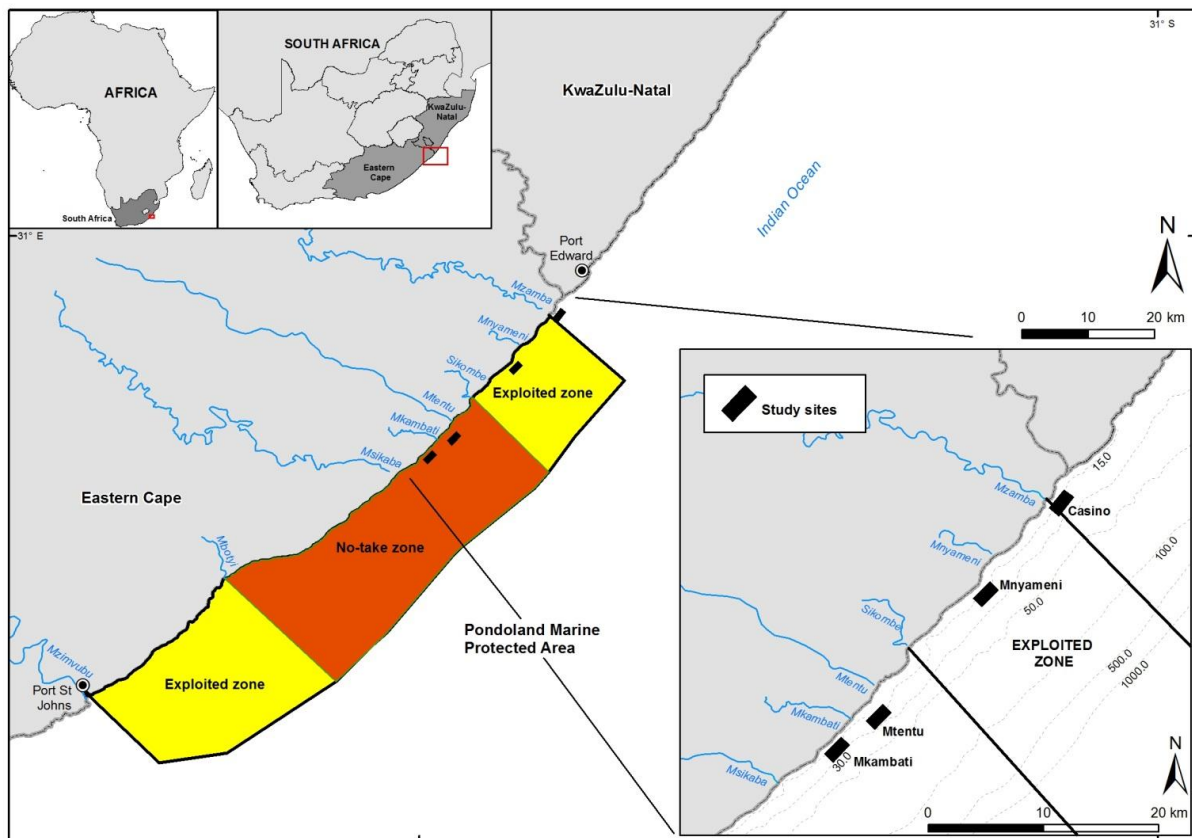 AFRICA
South Africa
SOUTH AFRICA
KwaZulu-
Natal
Eastern
Cape
31° S
31° E
KwaZulu-Natal
Indian Ocean
N
0 10 20 km
Port
Edward
Mzamba
Mnyameni
Sikombe
Mtentu
Mkambati
Msikaba
Exploited zone
Eastern Cape
No-take zone
Mbotyi
Pondoland Marine
Protected Area
Mzimvubu
Port St
Johns
Exploited zone
Study sites
15.0
Mzamba
Casino
100.0
Mnyameni
Mnyameni
50.0
Sikombe
EXPLOITED
ZONE
500.0
1000.0
Mtentu
Mkambati
Mtentu
Mkambati
30.0
Msikaba
N
0 10 20 km